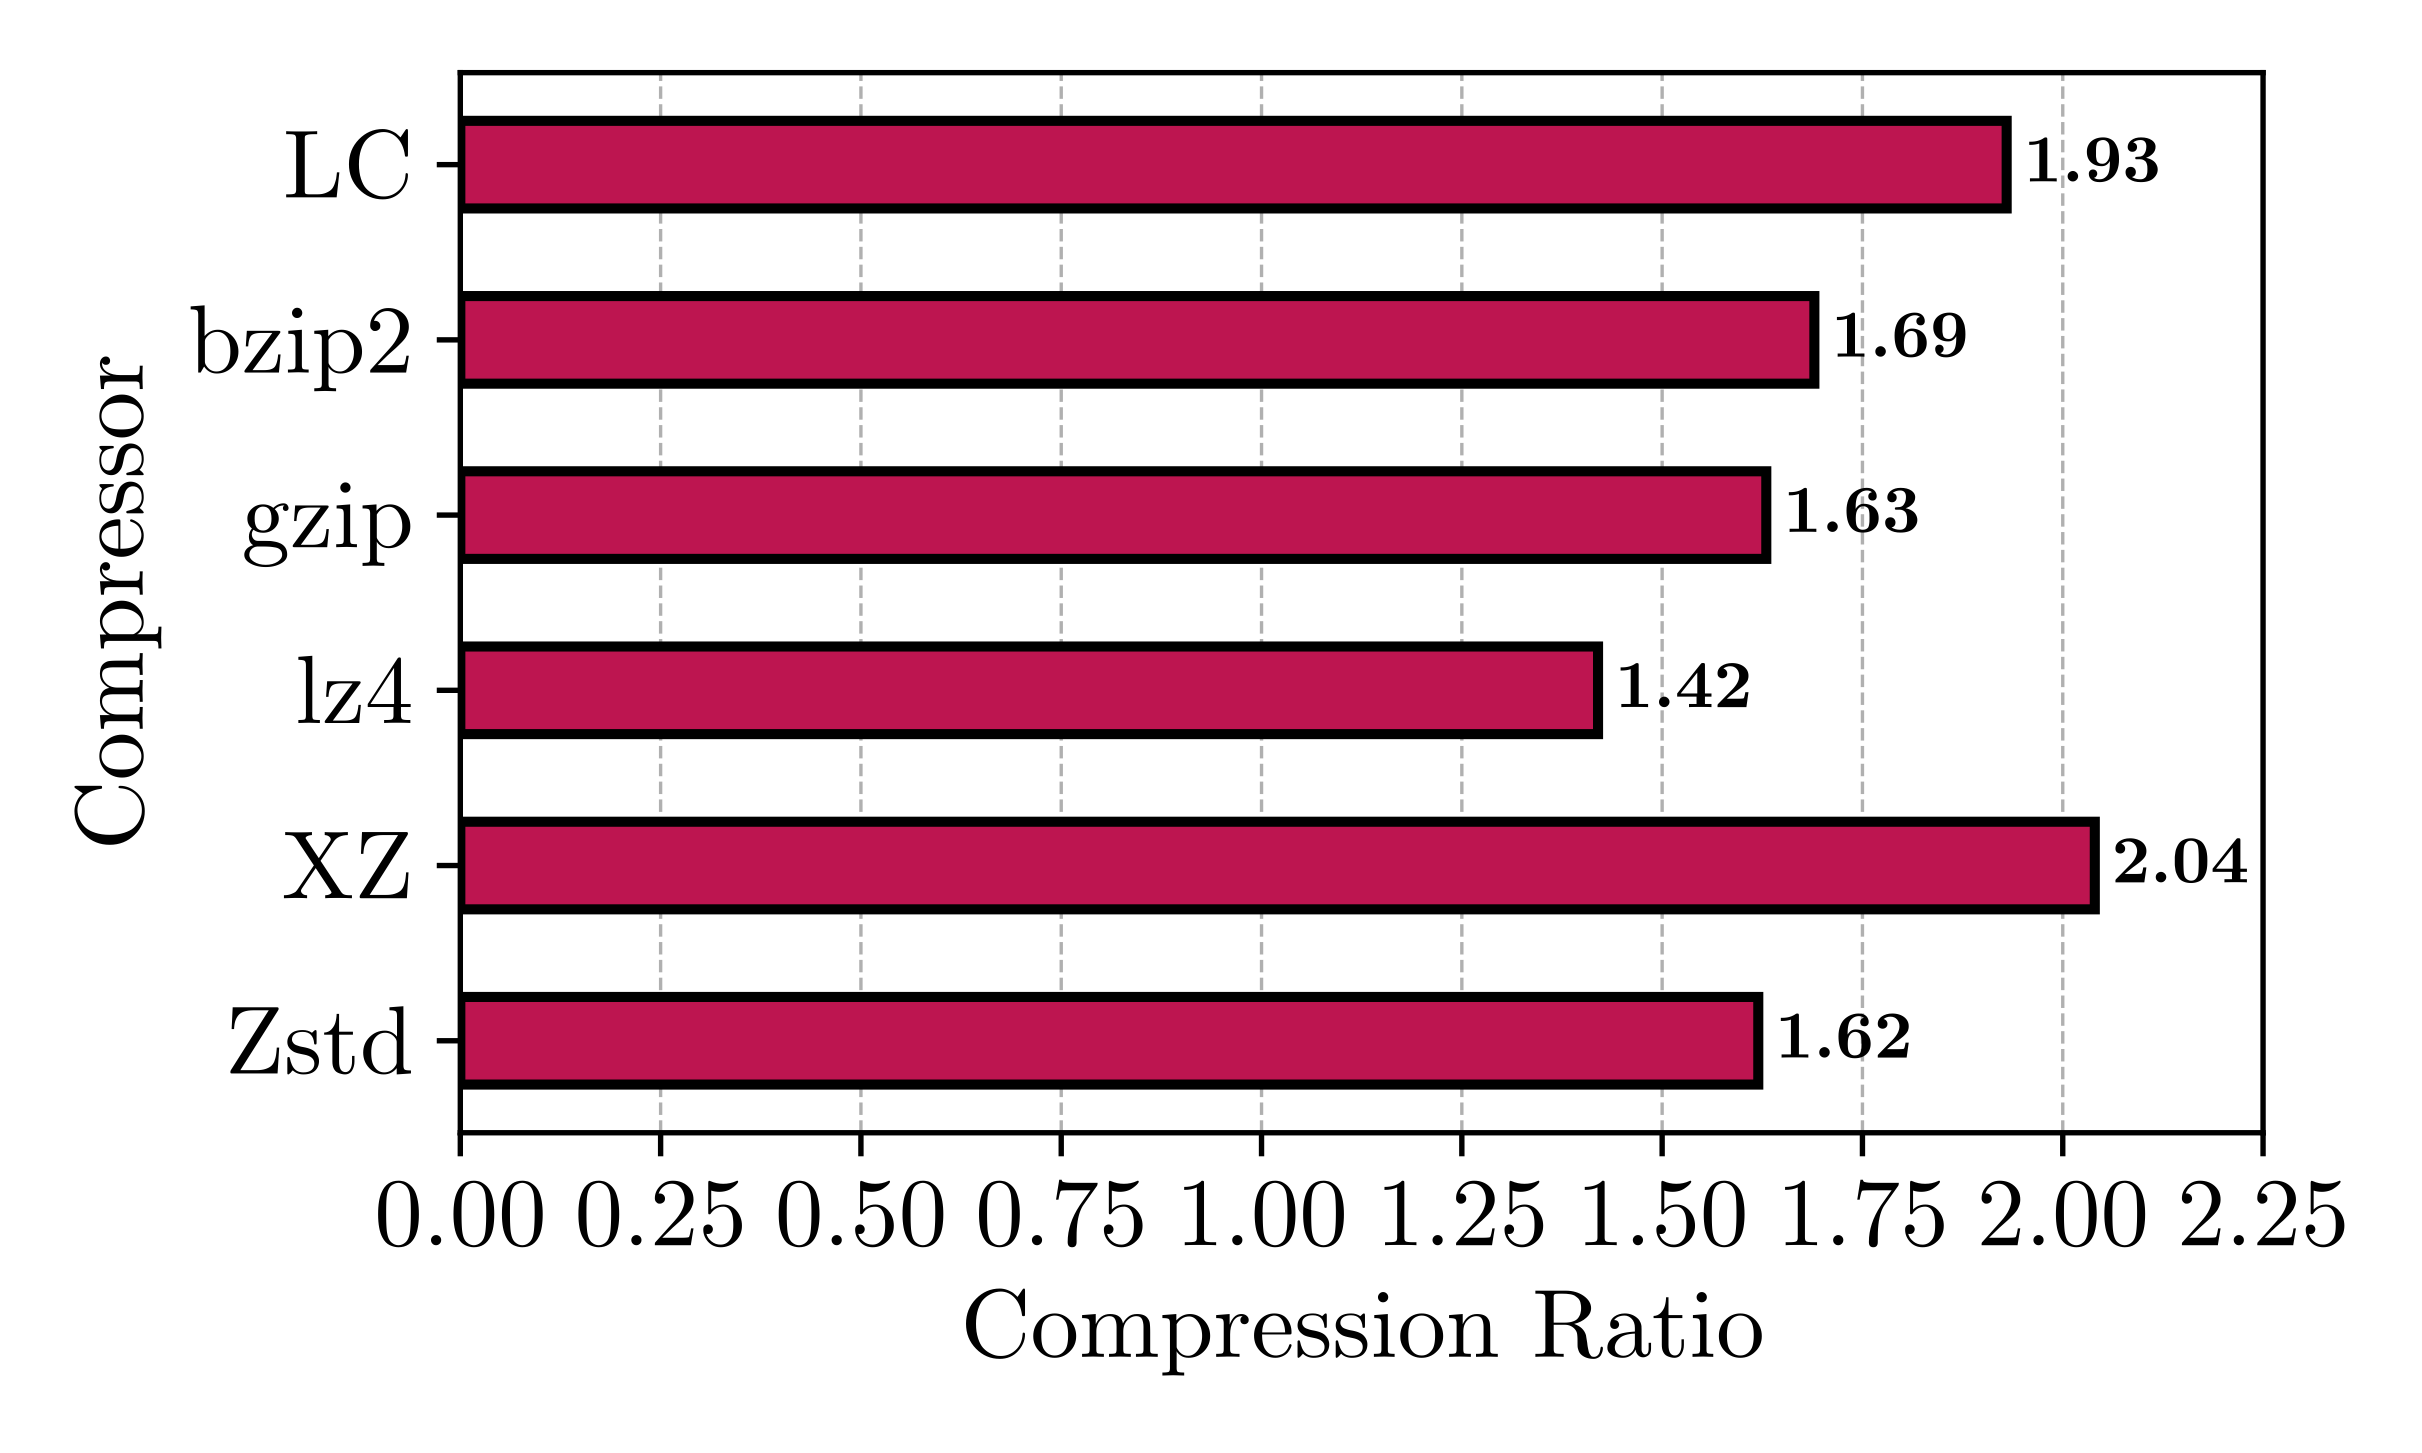 LC 1.93
bzip2 1.69
gzip 1.63
lz4 1.42
XZ 2.04
Zstd 1.62
Compressor
0.00 0.25 0.50 0.75 1.00 1.25 1.50 1.75 2.00 2.25
Compression Ratio